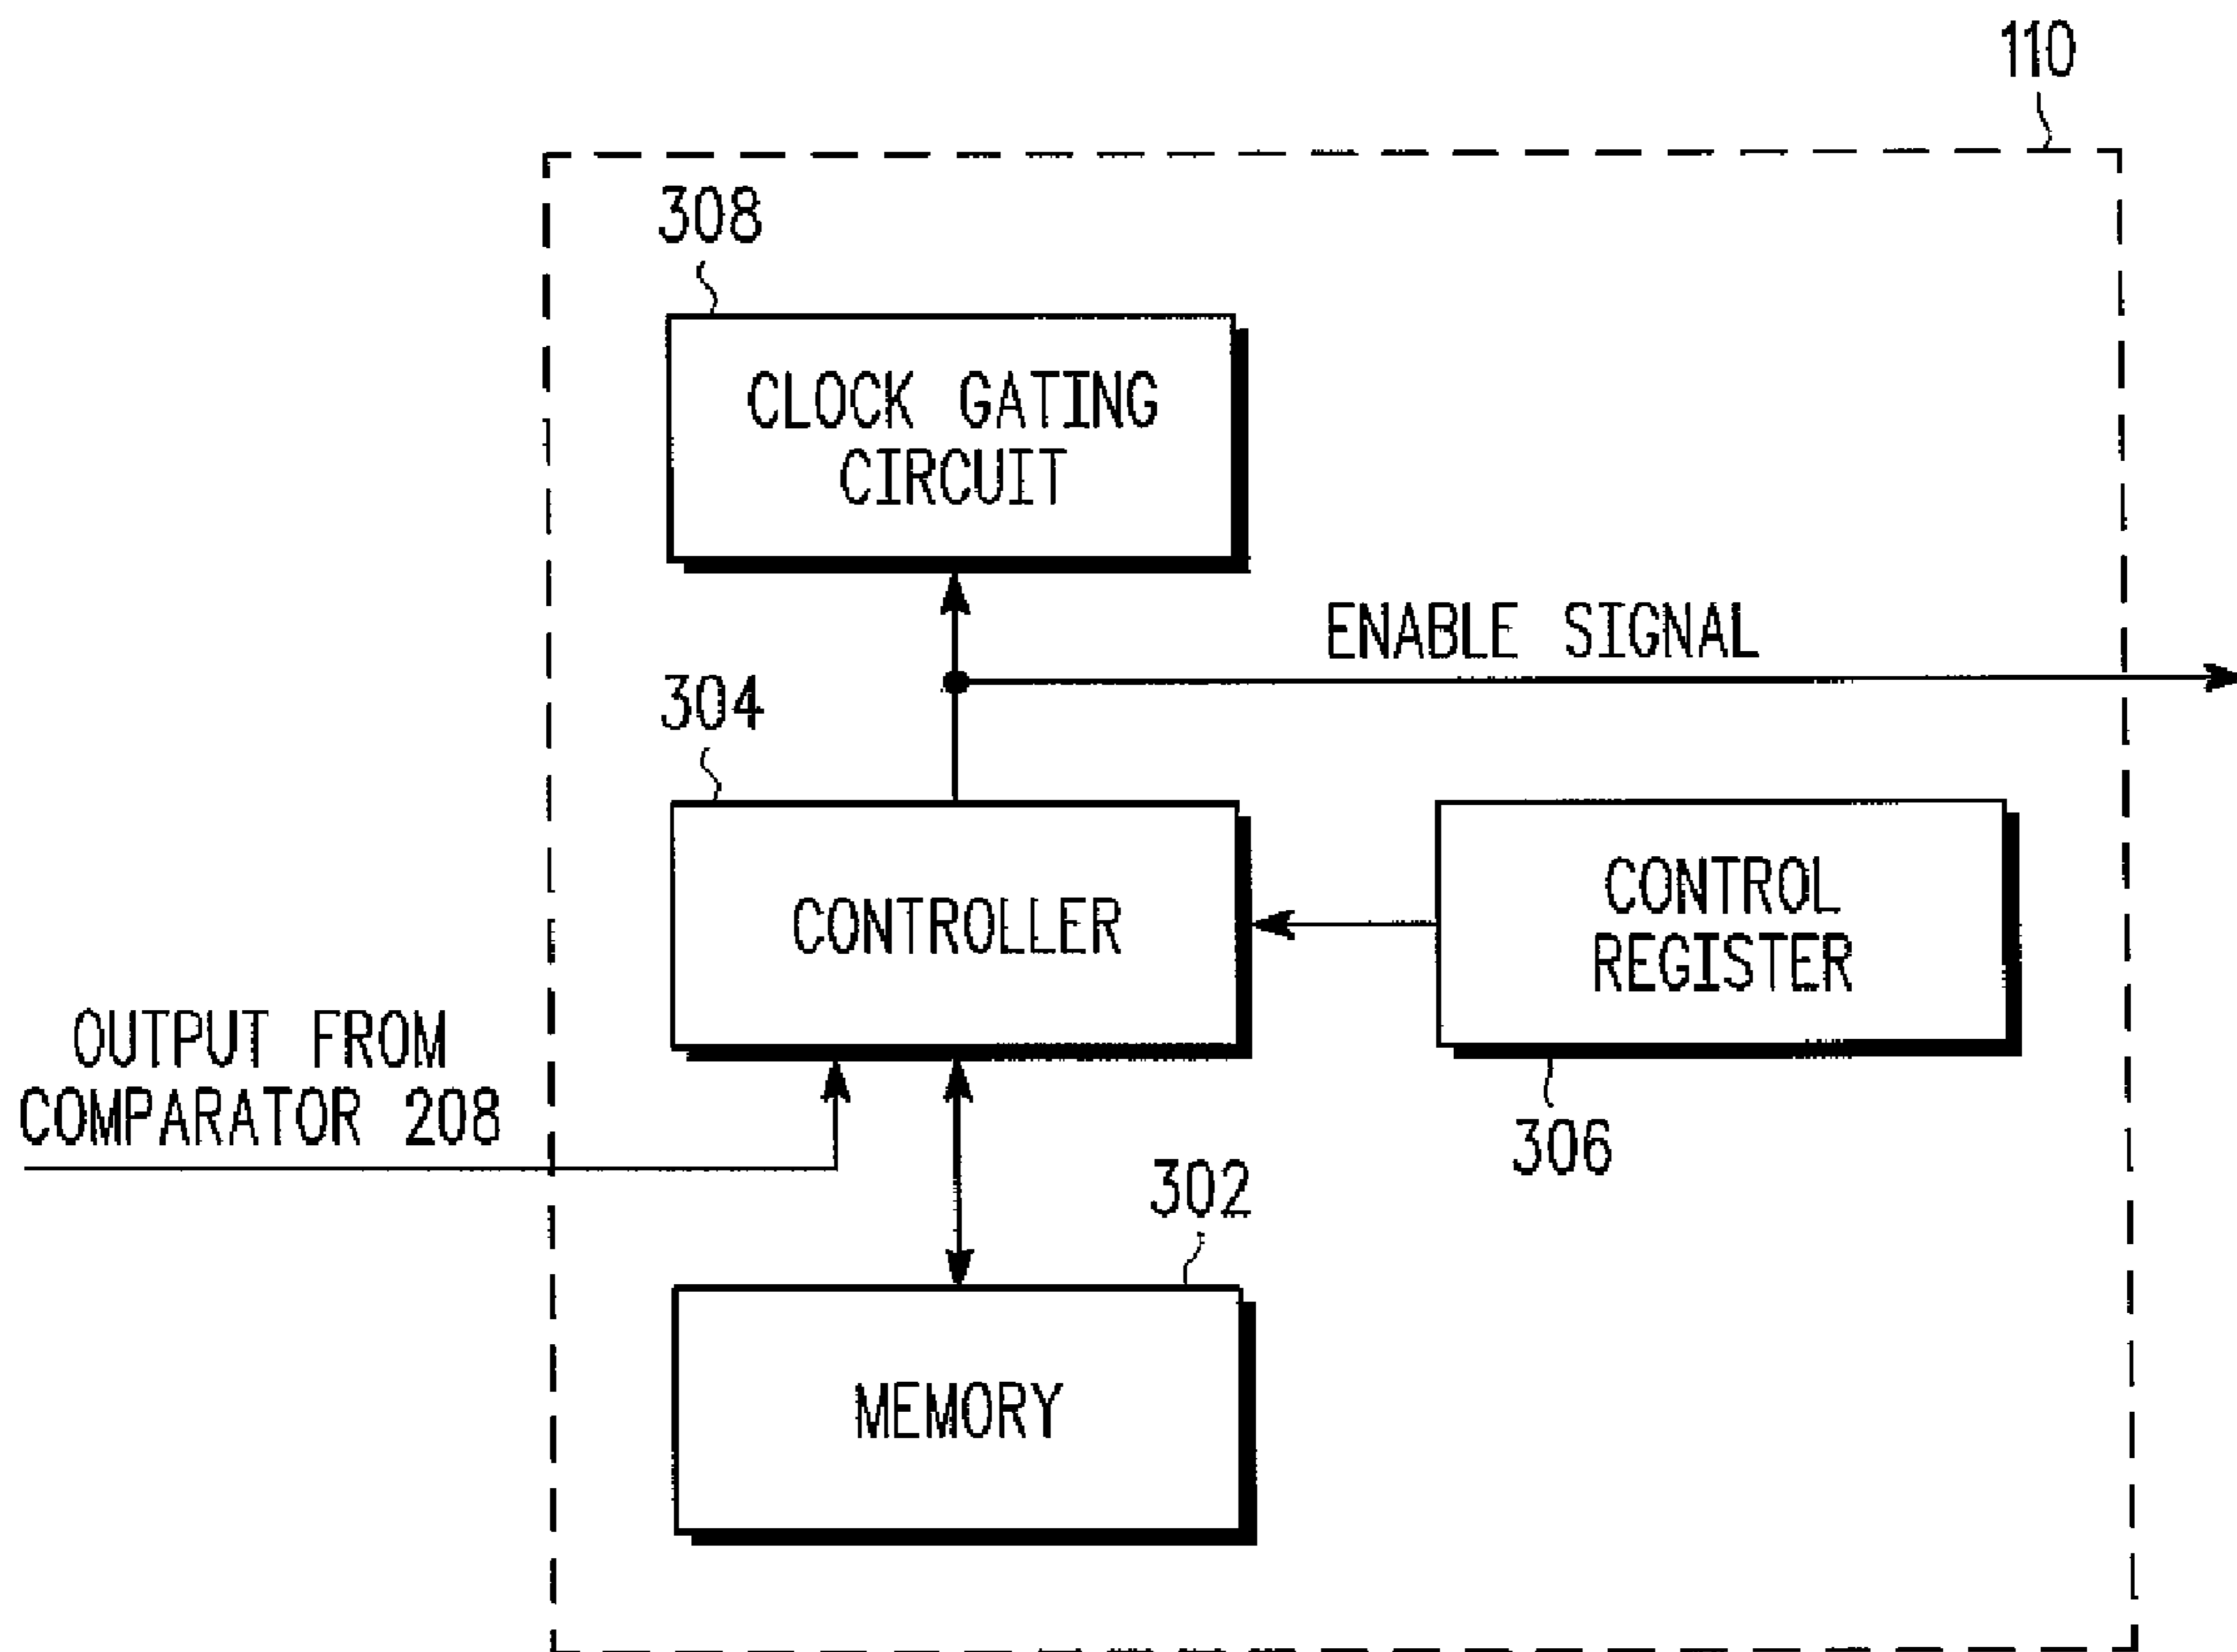 110
308
CLOCK GATING
CIRCUIT
ENABLE SIGNAL
304
CONTROLLER
CONTROL
REGISTER
OUTPUT FROM
COMPARATOR 208
306
302
MEMORY